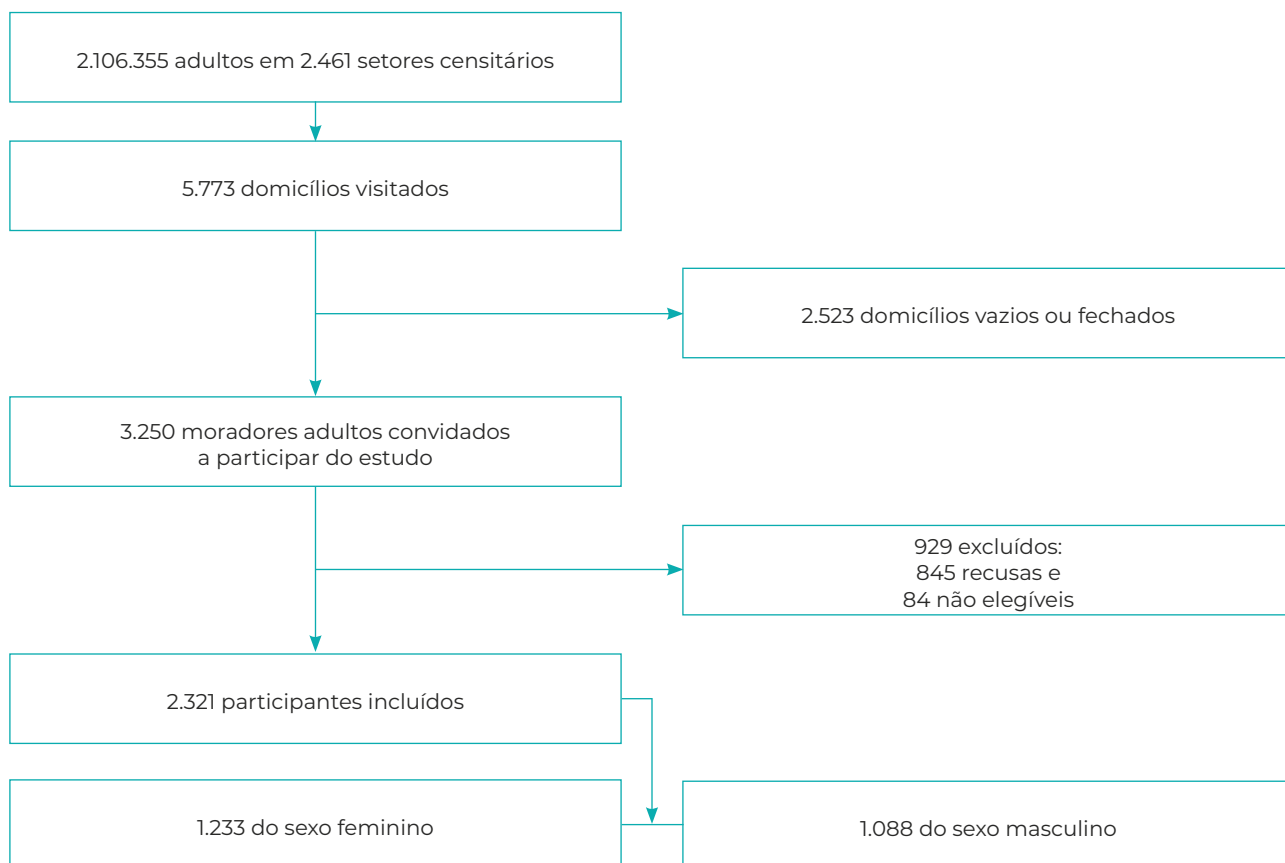 2.106.355 adultos em 2.461 setores censitários
5.773 domicílios visitados
2.523 domicílios vazios ou fechados
3.250 moradores adultos convidados
a participar do estudo
929 excluídos:
845 recusas e
84 não elegíveis
2.321 participantes incluídos
1.233 do sexo feminino
1.088 do sexo masculino